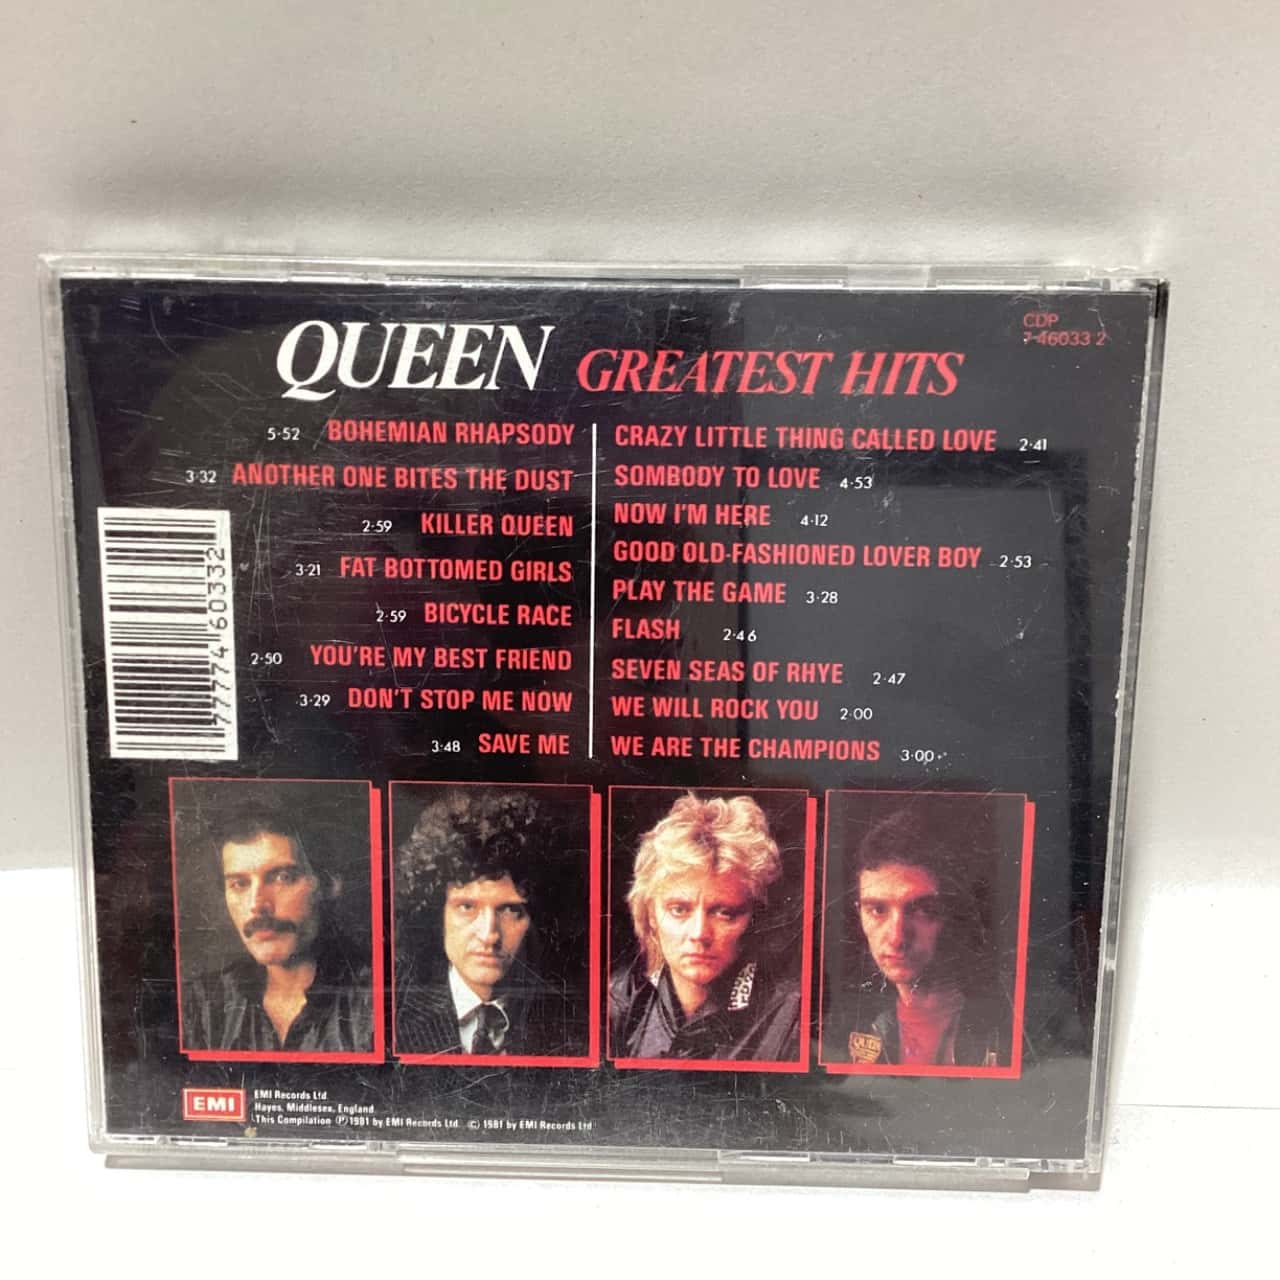 QUEEN GREATEST HITS
CDP
7 46033 2
5·52 BOHEMIAN RHAPSODY
3·32 ANOTHER ONE BITES THE DUST
2·59 KILLER QUEEN
3·21 FAT BOTTOMED GIRLS
2·59 BICYCLE RACE
2·50 YOU'RE MY BEST FRIEND
3·29 DON'T STOP ME NOW
3·48 SAVE ME
CRAZY LITTLE THING CALLED LOVE 2·41
SOMBODY TO LOVE 4·53
NOW I'M HERE 4·12
GOOD OLD-FASHIONED LOVER BOY 2·53
PLAY THE GAME 3·28
FLASH 2·46
SEVEN SEAS OF RHYE 2·47
WE WILL ROCK YOU 2·00
WE ARE THE CHAMPIONS 3·00
77774 60332
QUEEN
EMI
EMI Records Ltd
Hayes, Middlesex, England
This Compilation ℗ 1981 by EMI Records Ltd. © 1981 by EMI Records Ltd